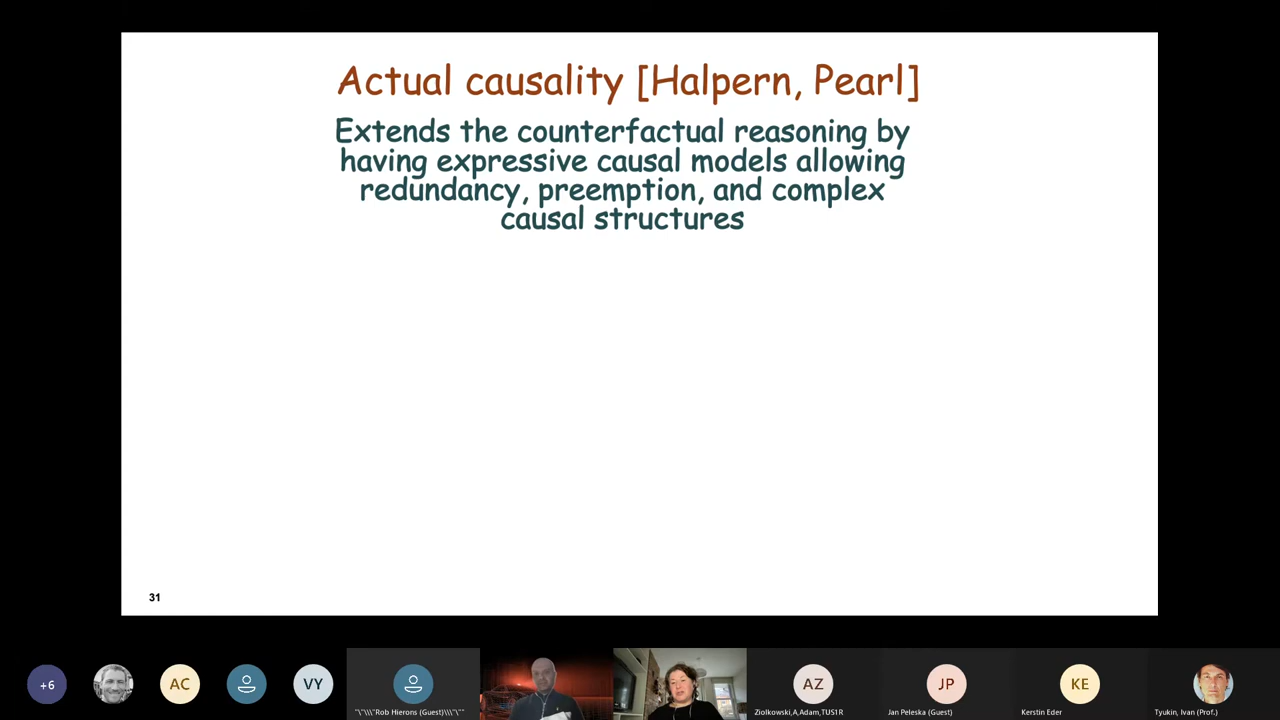 Actual causality [Halpern, Pearl]
Extends the counterfactual reasoning by
having expressive causal models allowing
redundancy, preemption, and complex
causal structures
31
+6
AC
VY
"\"\\\"Rob Hierons (Guest)\\\"\""
AZ
Ziolkowski,A,Adam,TUS1R
JP
Jan Peleska (Guest)
KE
Kerstin Eder
Tyukin, Ivan (Prof.)